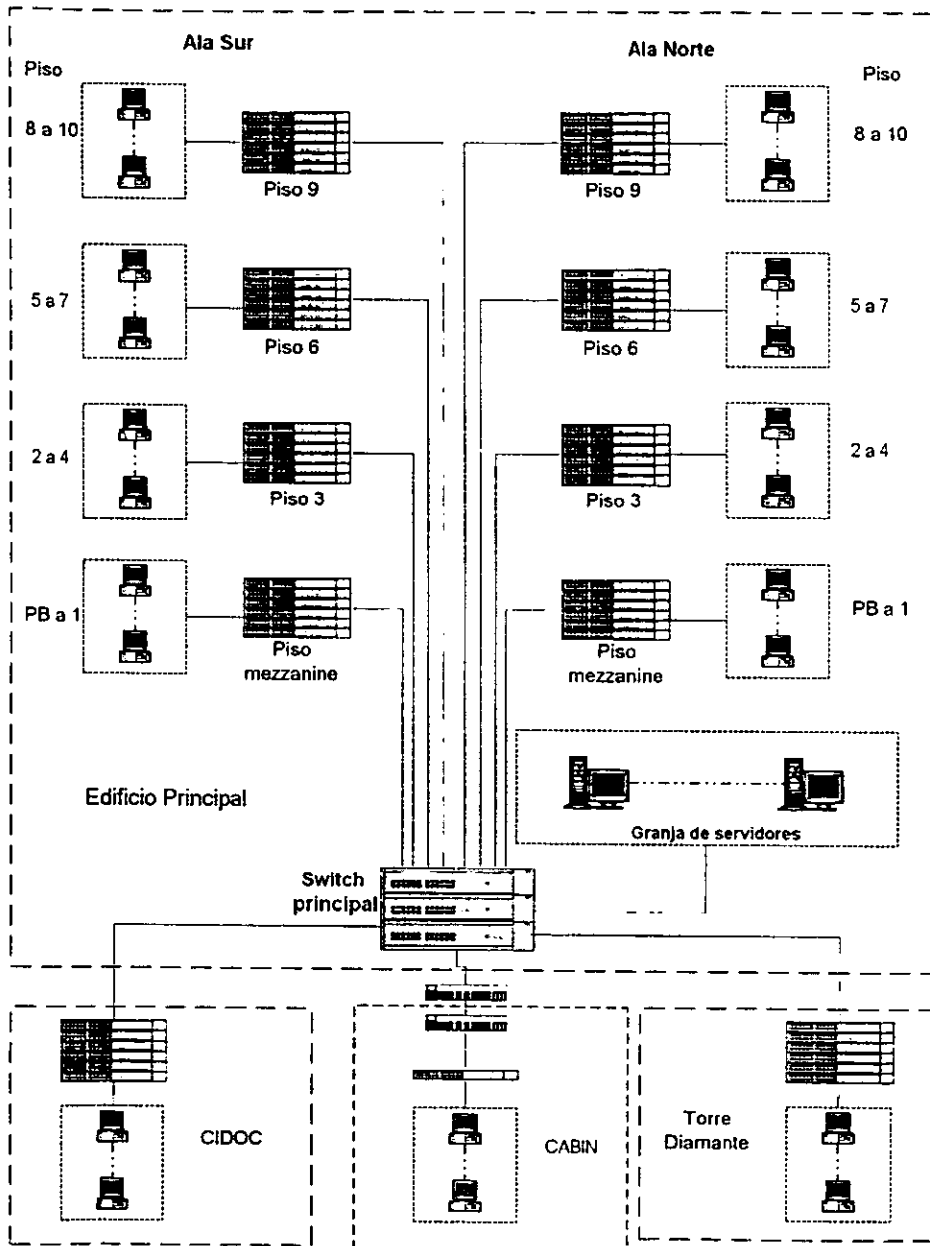 Ala Sur
Ala Norte
Piso
Piso
8 a 10
8 a 10
Piso 9
Piso 9
5 a 7
5 a 7
Piso 6
Piso 6
2 a 4
2 a 4
Piso 3
Piso 3
PB a 1
PB a 1
Piso
mezzanine
Piso
mezzanine
Edificio Principal
Granja de servidores
Switch
principal
CIDOC
CABIN
Torre
Diamante